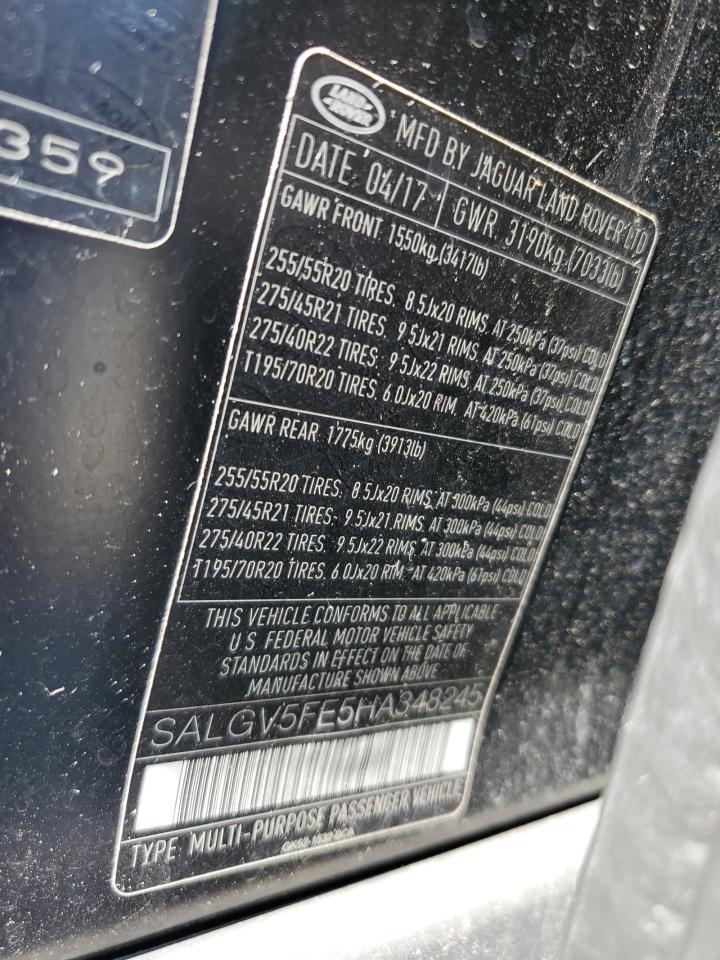 359
LAND
ROVER
MFD BY JAGUAR LAND ROVER LTD
DATE 04/17 GWR 3190kg (7033lb)
GAWR FRONT 1550kg (3417lb)
255/55R20 TIRES, 8.5Jx20 RIMS, AT 250kPa (37psi) COLD
275/45R21 TIRES, 9.5Jx21 RIMS, AT 250kPa (37psi) COLD
275/40R22 TIRES, 9.5Jx22 RIMS, AT 250kPa (37psi) COLD
T195/70R20 TIRES, 6.0Jx20 RIM, AT 420kPa (61psi) COLD
GAWR REAR 1775kg (3913lb)
255/55R20 TIRES, 8.5Jx20 RIMS, AT 300kPa (44psi) COLD
275/45R21 TIRES, 9.5Jx21 RIMS, AT 300kPa (44psi) COLD
275/40R22 TIRES, 9.5Jx22 RIMS, AT 300kPa (44psi) COLD
T195/70R20 TIRES, 6.0Jx20 RIM, AT 420kPa (61psi) COLD
THIS VEHICLE CONFORMS TO ALL APPLICABLE
U.S. FEDERAL MOTOR VEHICLE SAFETY
STANDARDS IN EFFECT ON THE DATE OF
MANUFACTURE SHOWN ABOVE
SALGV5FE5HA348245
TYPE MULTI-PURPOSE PASSENGER VEHICLE